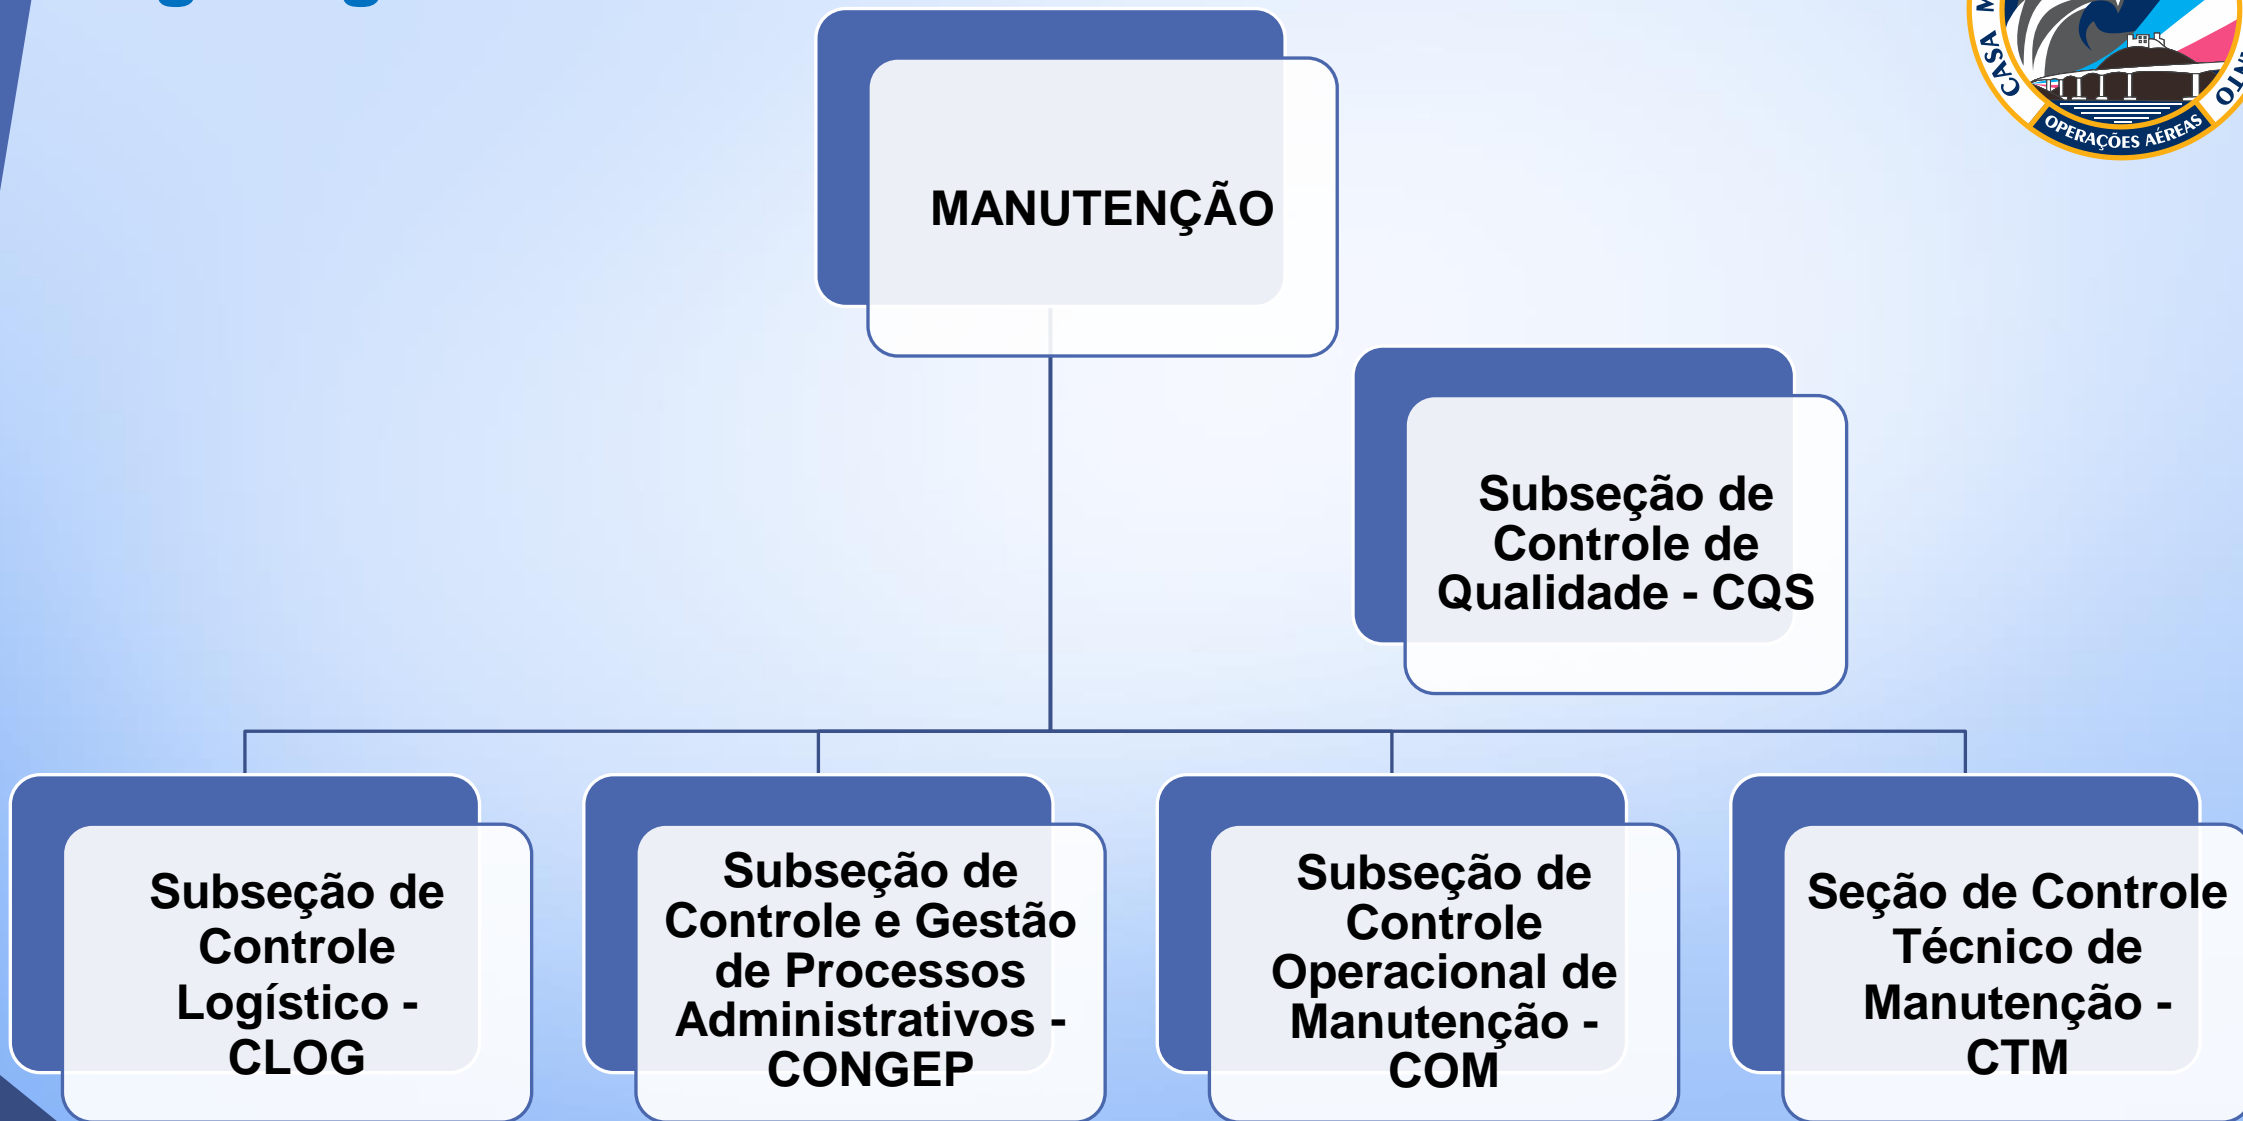 CASA
OPERAÇÕES AÉREAS
MANUTENÇÃO
Subseção de
Controle de
Qualidade - CQS
Subseção de
Controle
Logístico -
CLOG
Subseção de
Controle e Gestão
de Processos
Administrativos -
CONGEP
Subseção de
Controle
Operacional de
Manutenção -
COM
Seção de Controle
Técnico de
Manutenção -
CTM